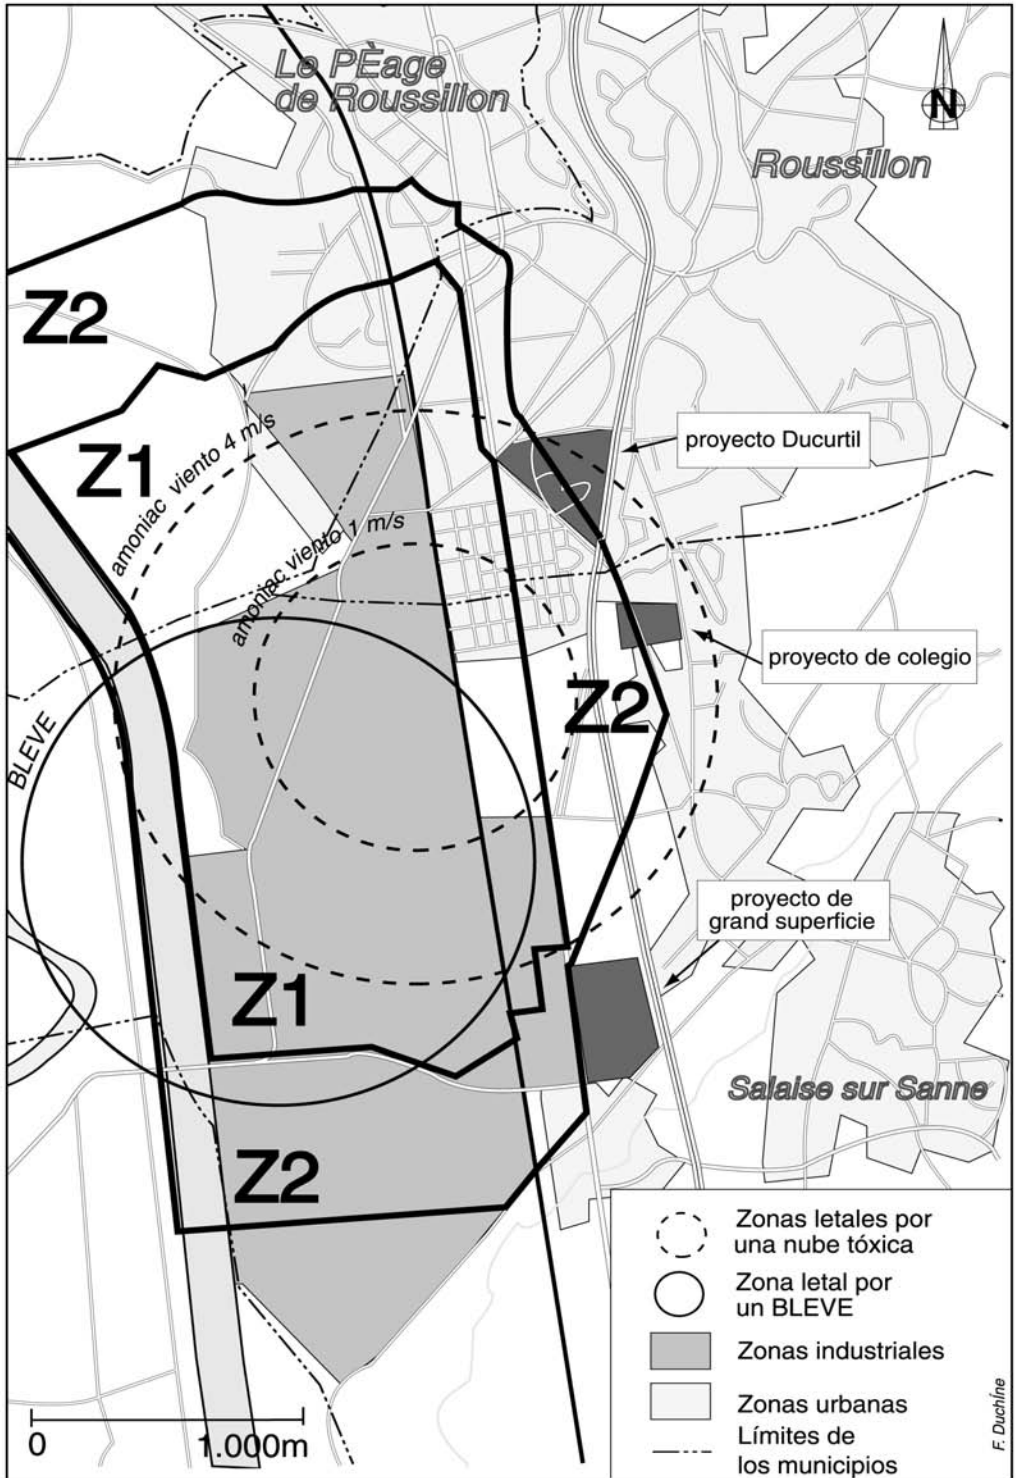 Le PÈage
de Roussillon
N
Roussillon
Z2
Z1
amoniac viento 4 m/s
amoniac viento 1 m/s
proyecto Ducurtil
proyecto de colegio
Z2
BLEVE
proyecto de
grand superficie
Z1
Salaise sur Sanne
Z2
Zonas letales por
una nube tóxica
Zona letal por
un BLEVE
Zonas industriales
Zonas urbanas
Límites de
los municipios
0 1.000m
F. DuchÍne